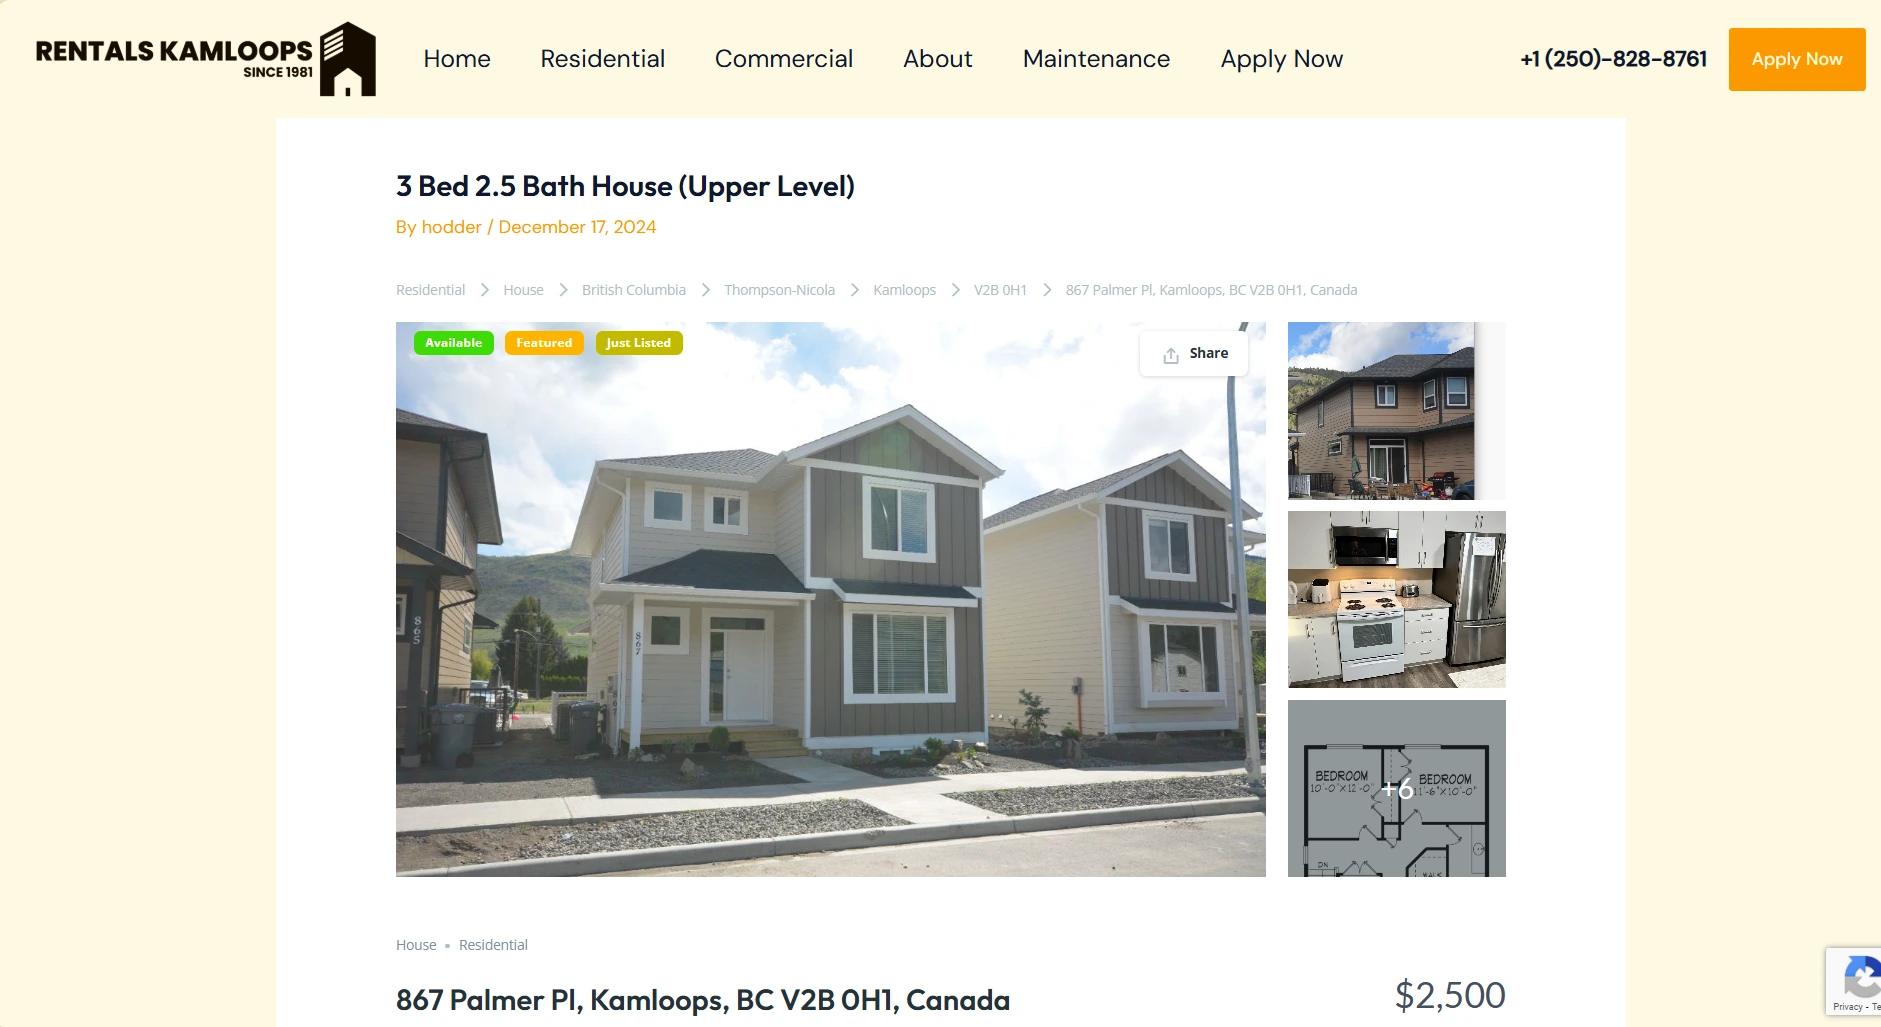 RENTALS KAMLOOPS
SINCE 1981
Home Residential Commercial About Maintenance Apply Now
+1 (250)-828-8761
Apply Now
3 Bed 2.5 Bath House (Upper Level)
By hodder / December 17, 2024
Residential House British Columbia Thompson-Nicola Kamloops V2B 0H1 867 Palmer Pl, Kamloops, BC V2B 0H1, Canada
Available Featured Just Listed
Share
865
867
BEDROOM
10'-0"X12'-0"
BEDROOM
11'-6"X10'-0"
+6
DN
WALK
House • Residential
867 Palmer Pl, Kamloops, BC V2B 0H1, Canada
$2,500
Privacy - Te